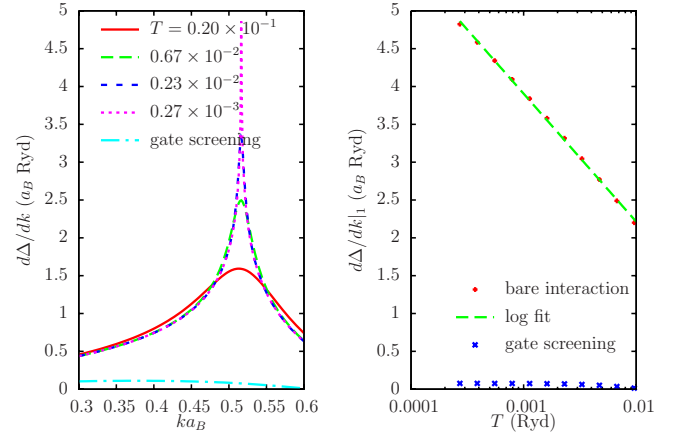 5
4.5
4
3.5
3
2.5
2
1.5
1
0.5
0
dΔ/dk (a_B Ryd)
T = 0.20 × 10⁻¹
0.67 × 10⁻²
0.23 × 10⁻²
0.27 × 10⁻³
gate screening
0.3 0.35 0.4 0.45 0.5 0.55 0.6
ka_B
5
4.5
4
3.5
3
2.5
2
1.5
1
0.5
0
dΔ/dk|₁ (a_B Ryd)
bare interaction
log fit
gate screening
0.0001 0.001 0.01
T (Ryd)